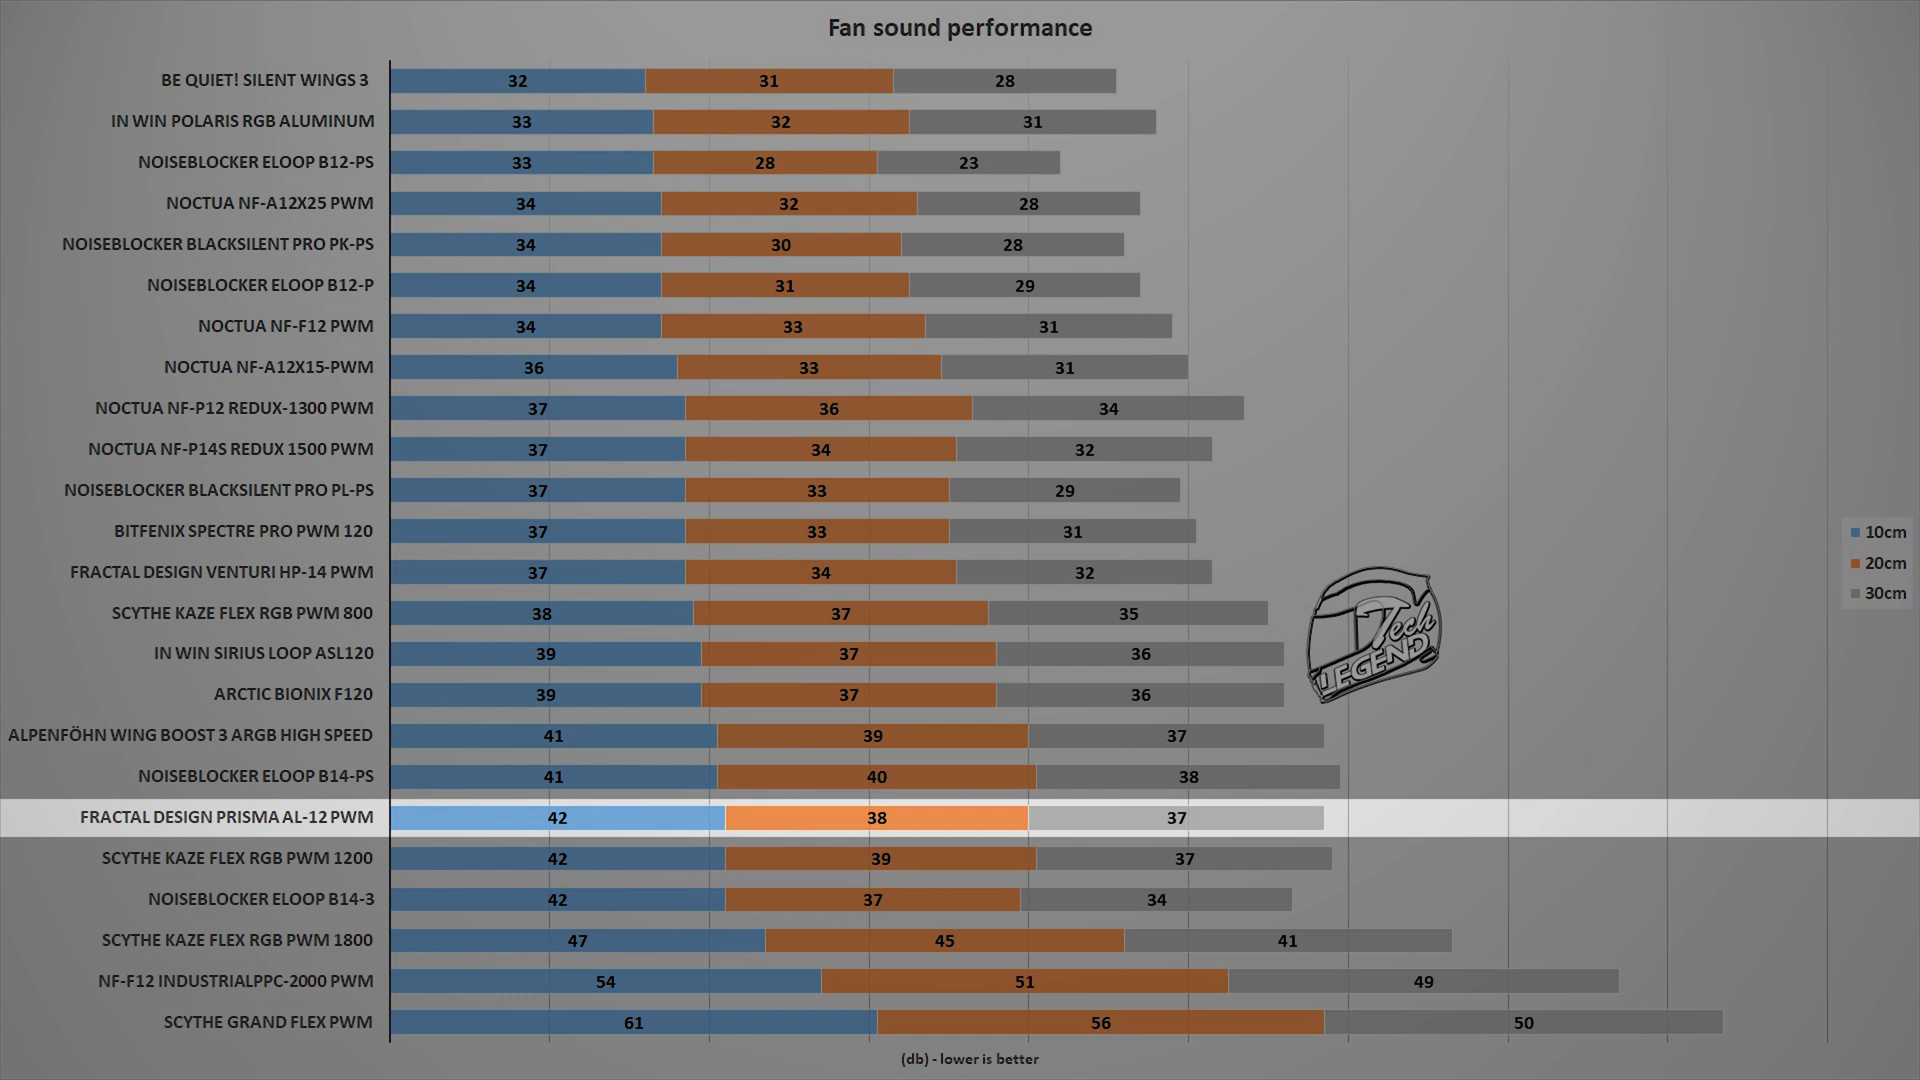 Fan sound performance
BE QUIET! SILENT WINGS 3 32 31 28
IN WIN POLARIS RGB ALUMINUM 33 32 31
NOISEBLOCKER ELOOP B12-PS 33 28 23
NOCTUA NF-A12X25 PWM 34 32 28
NOISEBLOCKER BLACKSILENT PRO PK-PS 34 30 28
NOISEBLOCKER ELOOP B12-P 34 31 29
NOCTUA NF-F12 PWM 34 33 31
NOCTUA NF-A12X15-PWM 36 33 31
NOCTUA NF-P12 REDUX-1300 PWM 37 36 34
NOCTUA NF-P14S REDUX 1500 PWM 37 34 32
NOISEBLOCKER BLACKSILENT PRO PL-PS 37 33 29
BITFENIX SPECTRE PRO PWM 120 37 33 31
FRACTAL DESIGN VENTURI HP-14 PWM 37 34 32
SCYTHE KAZE FLEX RGB PWM 800 38 37 35
IN WIN SIRIUS LOOP ASL120 39 37 36
ARCTIC BIONIX F120 39 37 36
ALPENFÖHN WING BOOST 3 ARGB HIGH SPEED 41 39 37
NOISEBLOCKER ELOOP B14-PS 41 40 38
FRACTAL DESIGN PRISMA AL-12 PWM 42 38 37
SCYTHE KAZE FLEX RGB PWM 1200 42 39 37
NOISEBLOCKER ELOOP B14-3 42 37 34
SCYTHE KAZE FLEX RGB PWM 1800 47 45 41
NF-F12 INDUSTRIALPPC-2000 PWM 54 51 49
SCYTHE GRAND FLEX PWM 61 56 50
(db) - lower is better
10cm
20cm
30cm
Tech
LEGEND